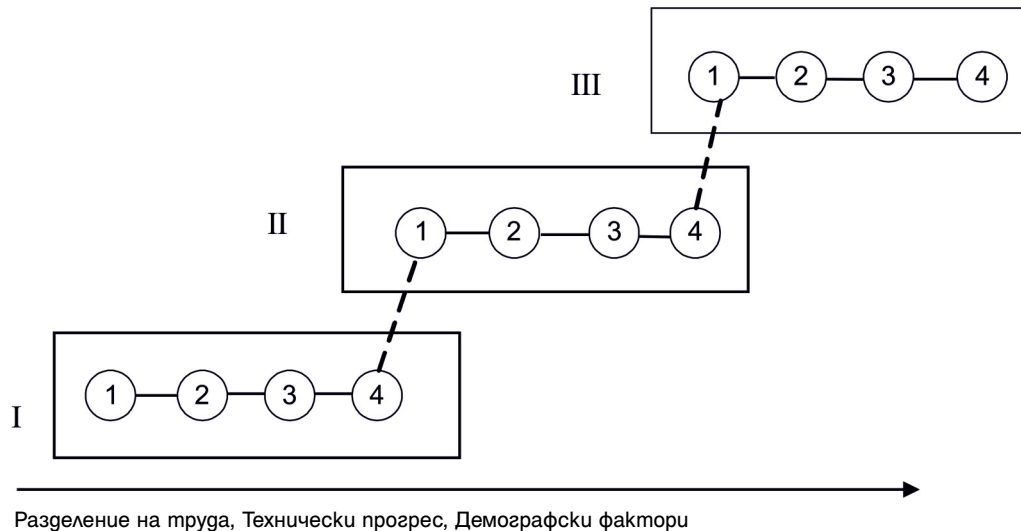 III
1 2 3 4
II
1 2 3 4
I
1 2 3 4
Разделение на труда, Технически прогрес, Демографски фактори